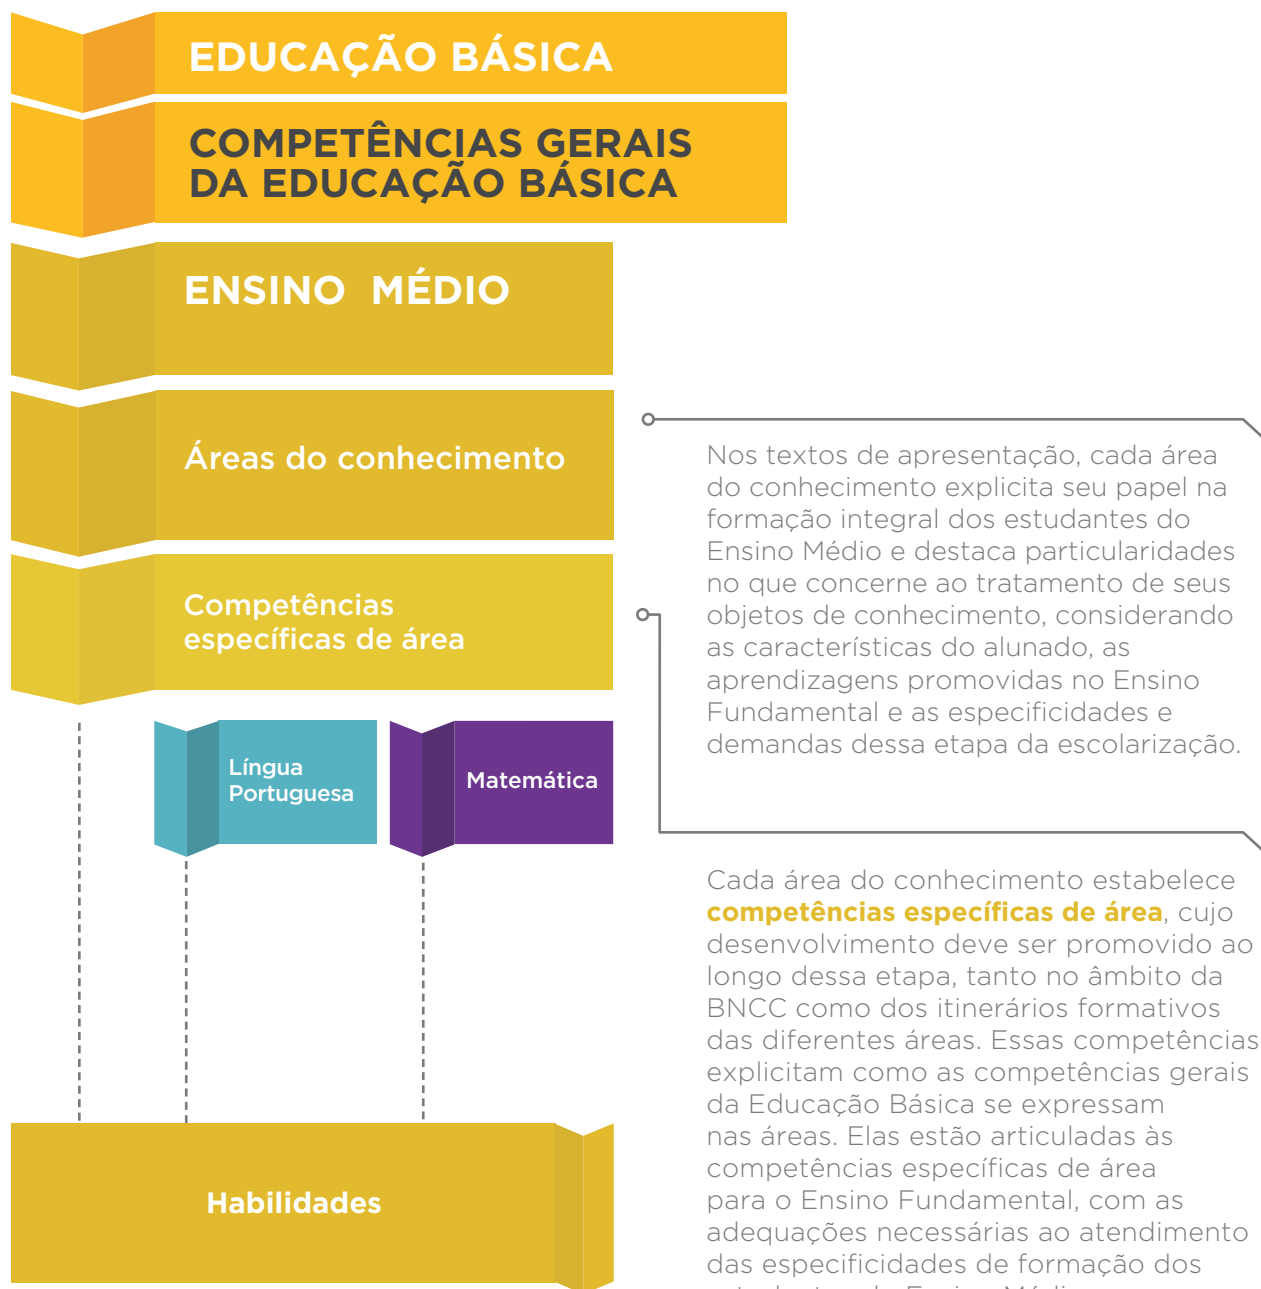 EDUCAÇÃO BÁSICA
COMPETÊNCIAS GERAIS
DA EDUCAÇÃO BÁSICA
ENSINO MÉDIO
Áreas do conhecimento
Competências
específicas de área
Língua
Portuguesa
Matemática
Habilidades
Nos textos de apresentação, cada área
do conhecimento explicita seu papel na
formação integral dos estudantes do
Ensino Médio e destaca particularidades
no que concerne ao tratamento de seus
objetos de conhecimento, considerando
as características do alunado, as
aprendizagens promovidas no Ensino
Fundamental e as especificidades e
demandas dessa etapa da escolarização.
Cada área do conhecimento estabelece
competências específicas de área, cujo
desenvolvimento deve ser promovido ao
longo dessa etapa, tanto no âmbito da
BNCC como dos itinerários formativos
das diferentes áreas. Essas competências
explicitam como as competências gerais
da Educação Básica se expressam
nas áreas. Elas estão articuladas às
competências específicas de área
para o Ensino Fundamental, com as
adequações necessárias ao atendimento
das especificidades de formação dos